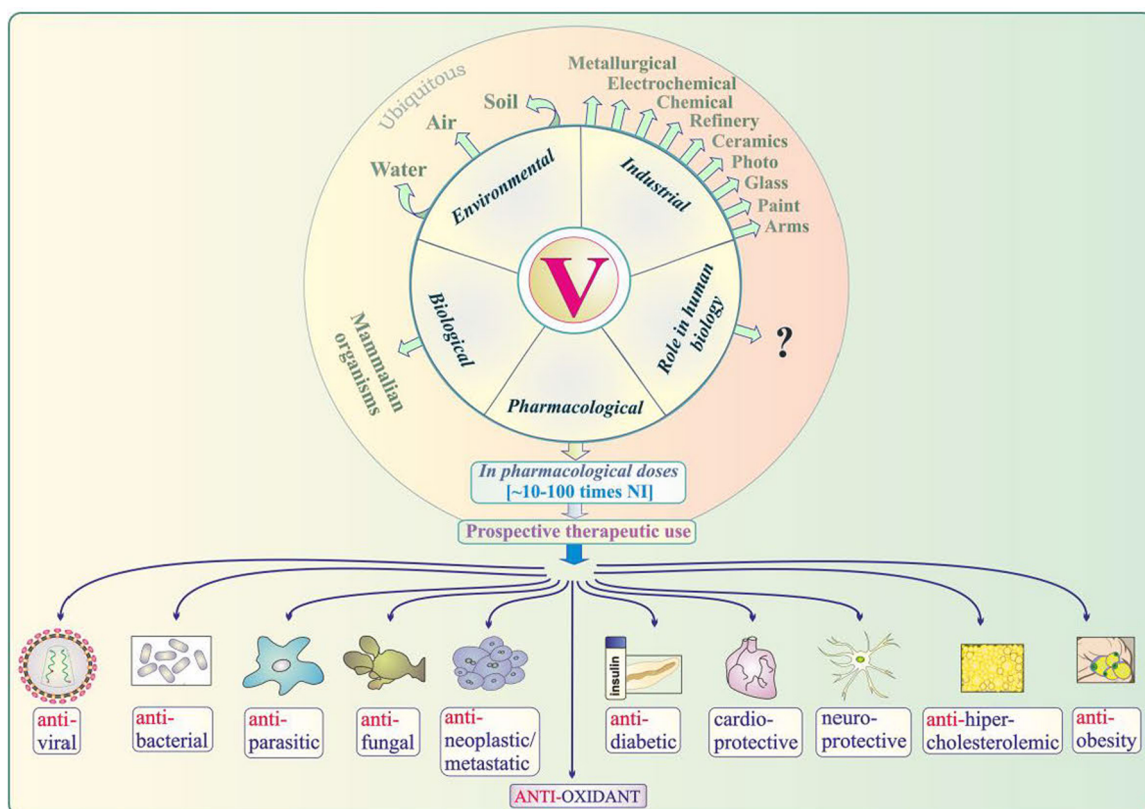 Ubiquitous
Soil
Air
Water
Metallurgical
Electrochemical
Chemical
Refinery
Ceramics
Photo
Glass
Paint
Arms
Environmental
Industrial
V
Biological
Role in human
biology
Pharmacological
Mammalian
organisms
?
In pharmacological doses
[~10-100 times NI]
Prospective therapeutic use
insulin
anti-
viral
anti-
bacterial
anti-
parasitic
anti-
fungal
anti-
neoplastic/
metastatic
anti-
diabetic
cardio-
protective
neuro-
protective
anti-hiper-
cholesterolemic
anti-
obesity
ANTI-OXIDANT